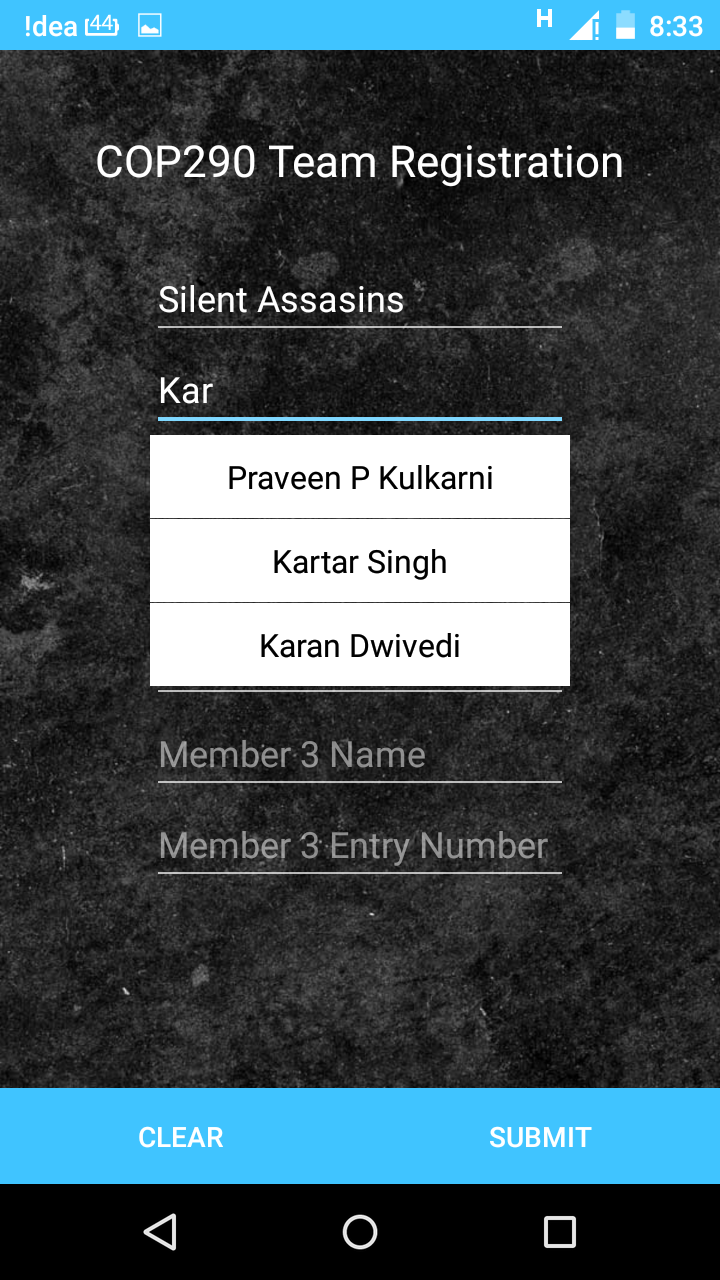 !dea 44 H 8:33
COP290 Team Registration
Silent Assasins
Kar
Praveen P Kulkarni
Kartar Singh
Karan Dwivedi
Member 3 Name
Member 3 Entry Number
CLEAR SUBMIT